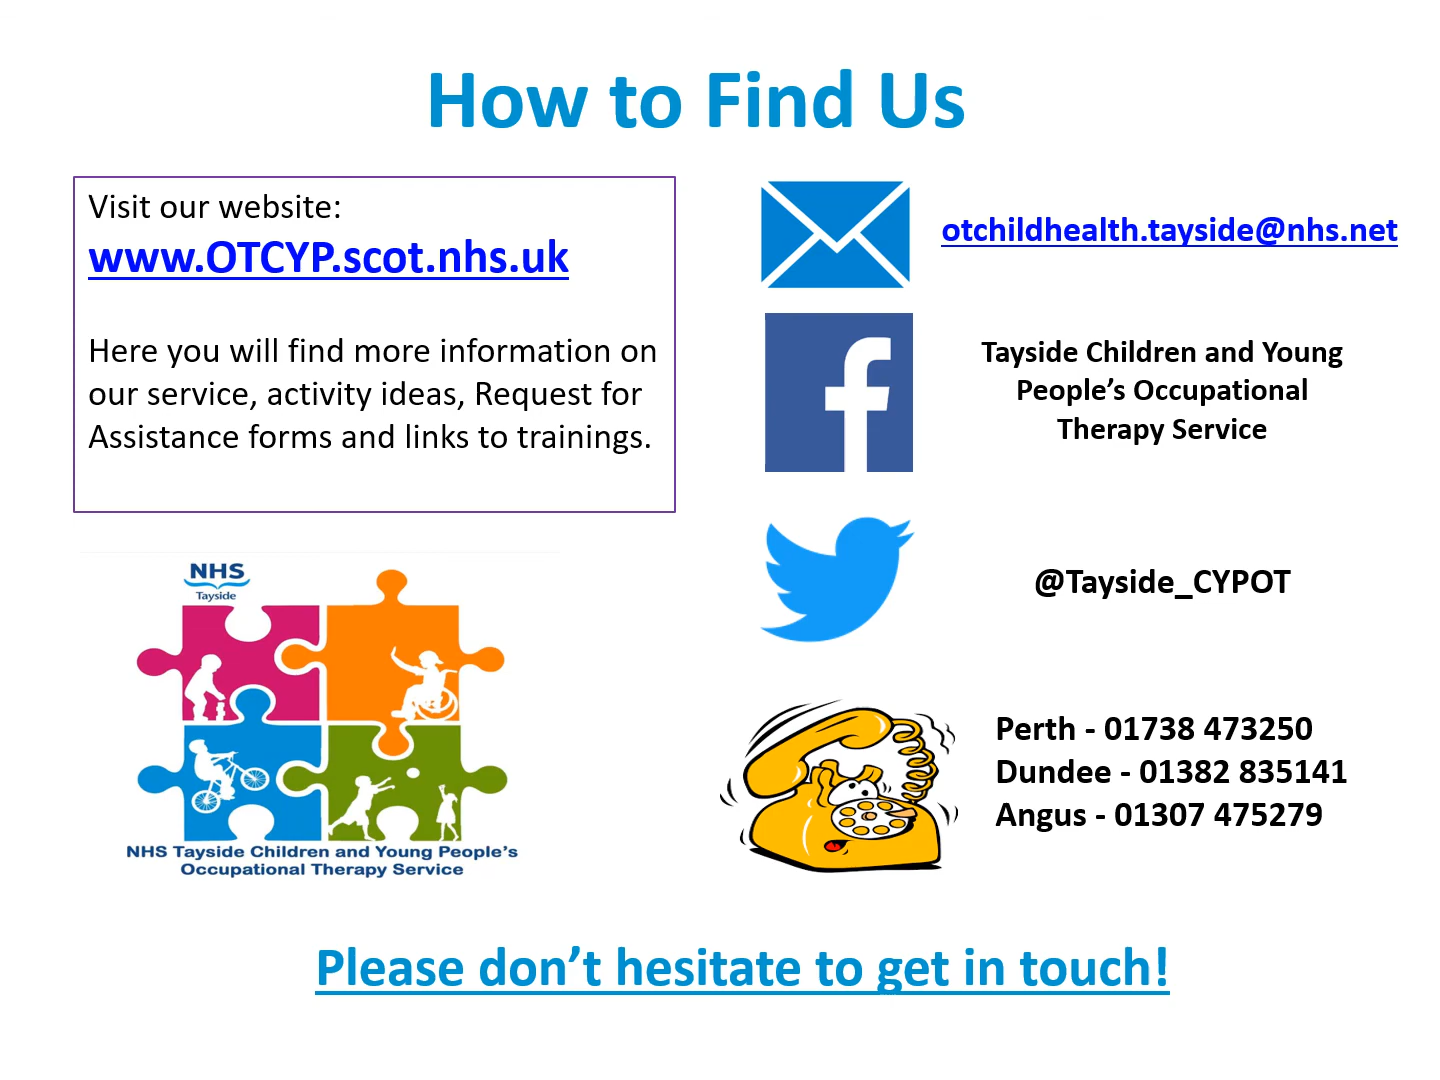 How to Find Us
Visit our website:
www.OTCYP.scot.nhs.uk
Here you will find more information on
our service, activity ideas, Request for
Assistance forms and links to trainings.
otchildhealth.tayside@nhs.net
Tayside Children and Young
People’s Occupational
Therapy Service
@Tayside_CYPOT
Perth - 01738 473250
Dundee - 01382 835141
Angus - 01307 475279
NHS
Tayside
NHS Tayside Children and Young People’s
Occupational Therapy Service
Please don’t hesitate to get in touch!